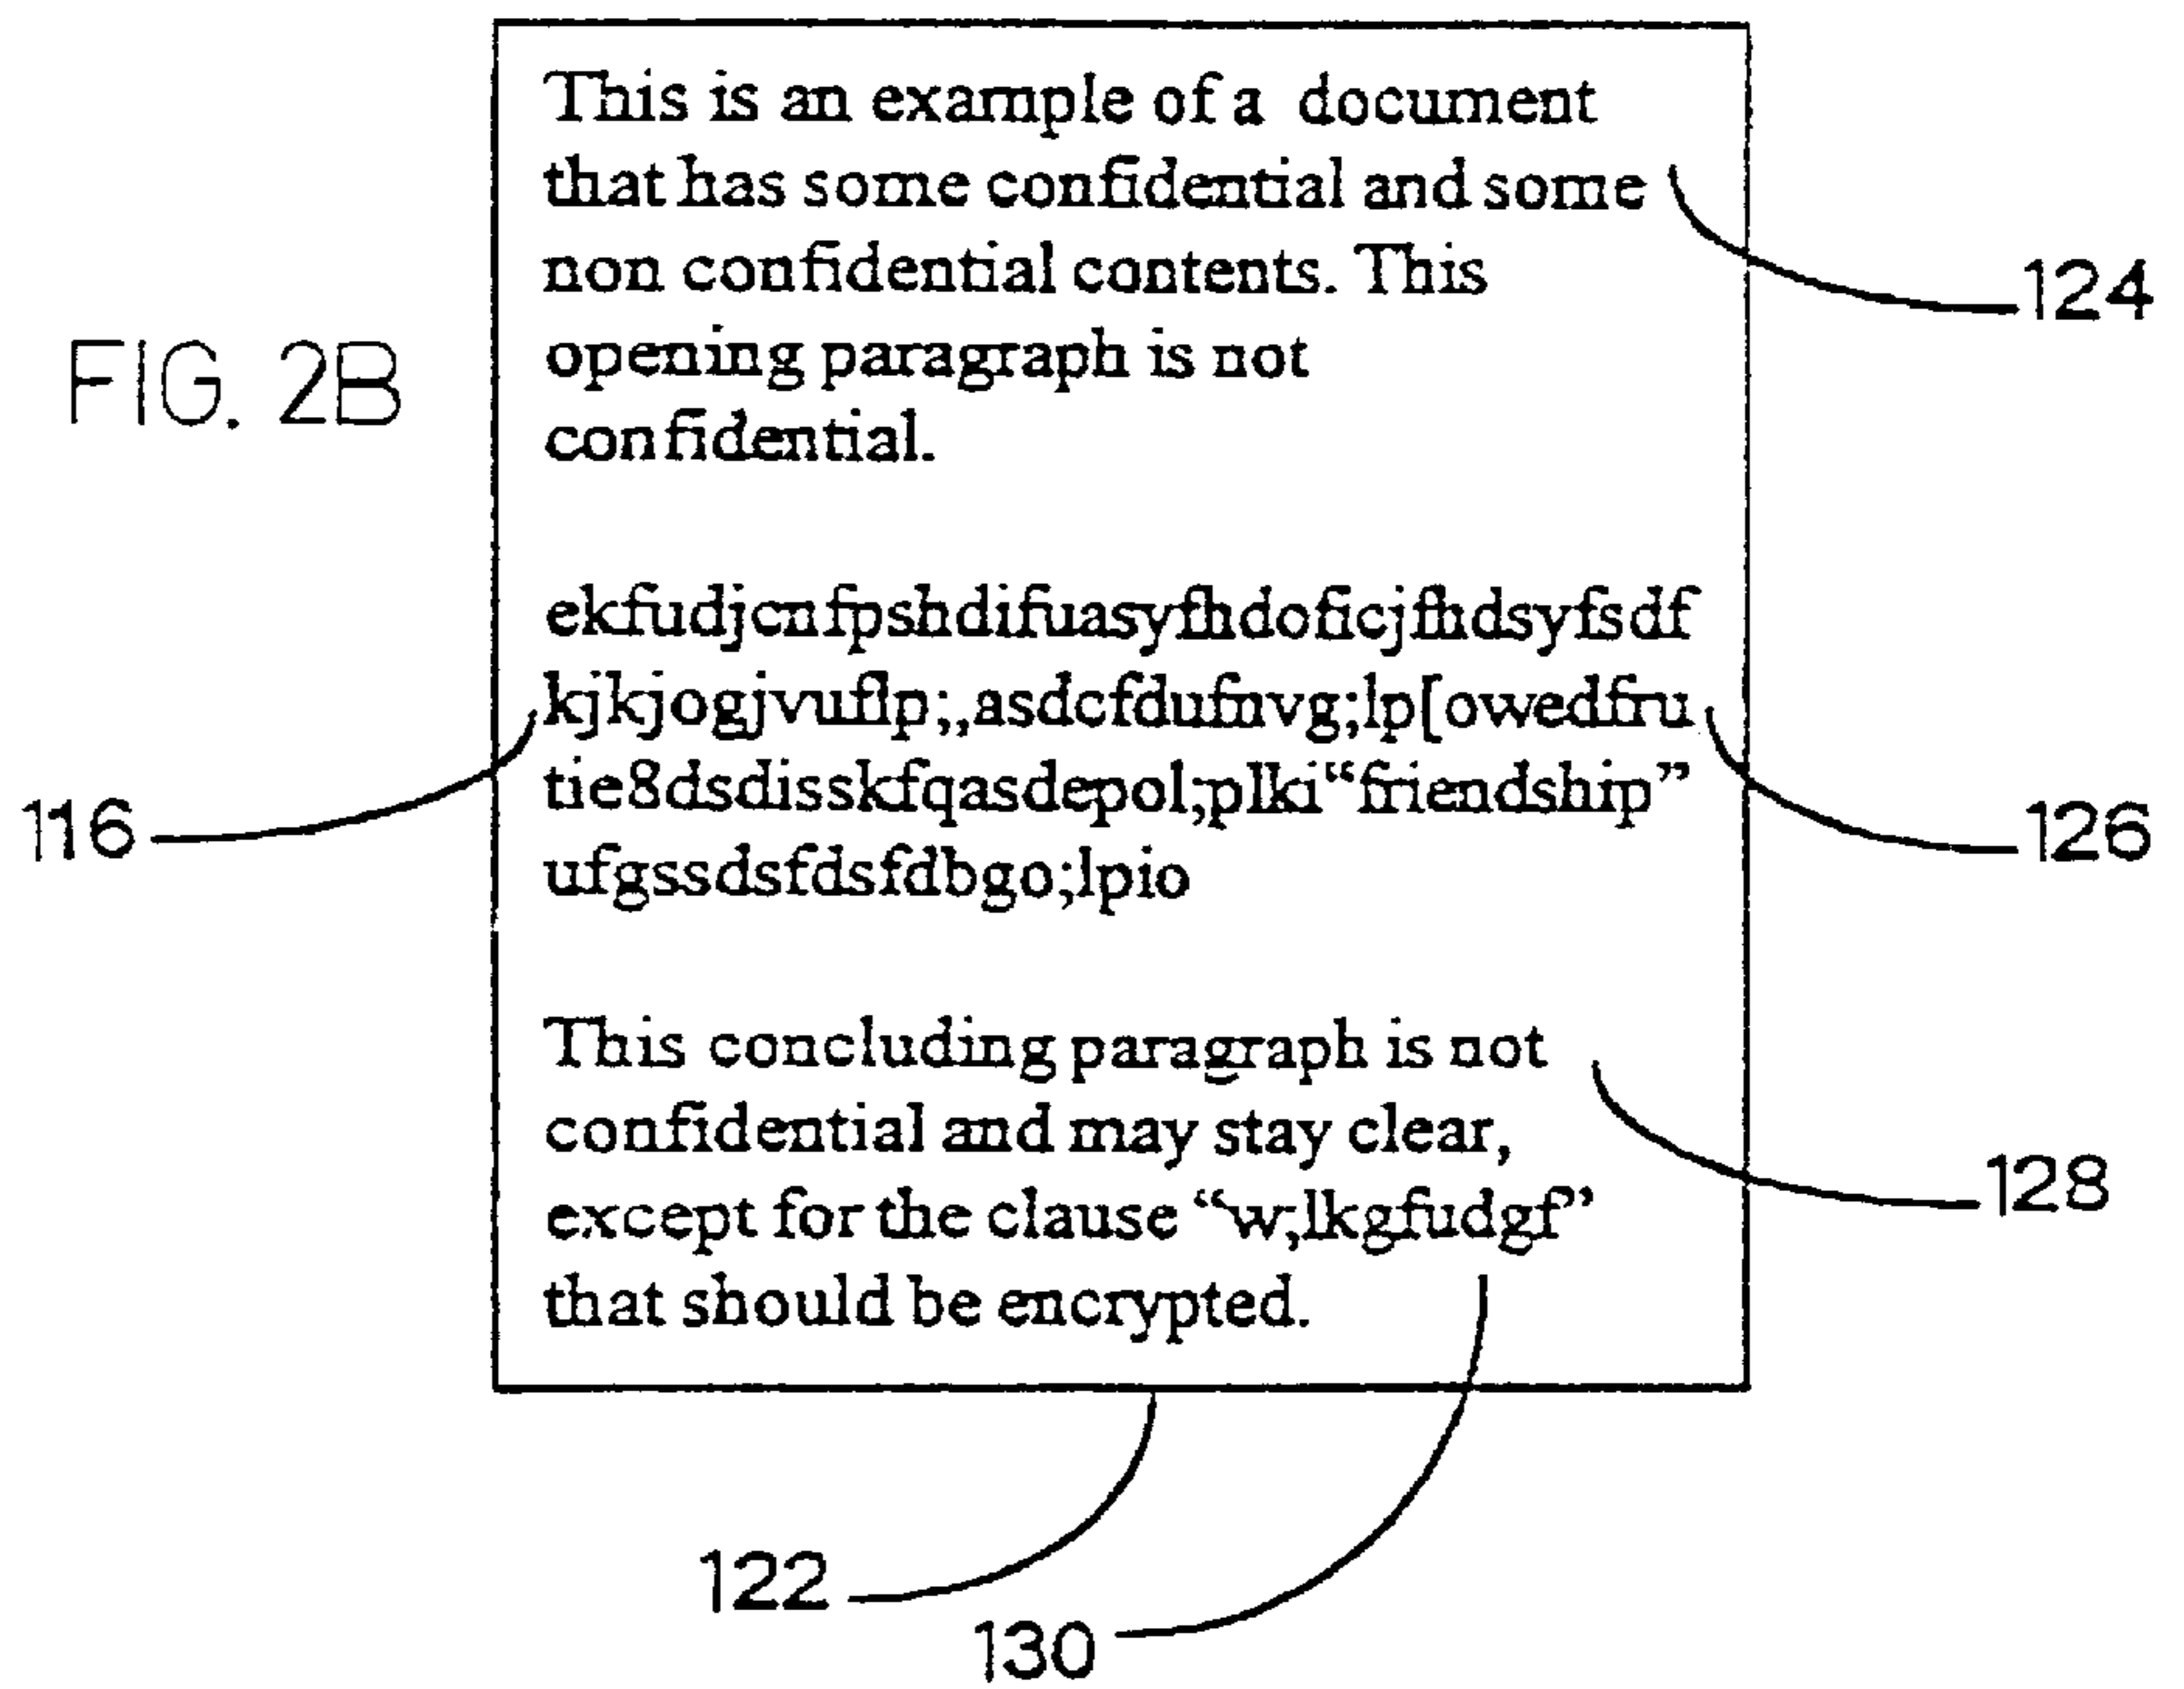 This is an example of a document
that has some confidential and some
non confidential contents. This
124
opening paragraph is not
FIG. 2B
confidential.
ekfudjcnfpshdifuasyfhdoficjfhdsyfsdf
kjkjogjvuflp;,asdcfdufnvg;lp[owedfru
116
126
tie8dsdisskfqasdepol;plki“friendship”
ufgssdsfdsfdbgo;lpio
This concluding paragraph is not
confidential and may stay clear,
128
except for the clause “w;lkgfudgf”
that should be encrypted.
122
130